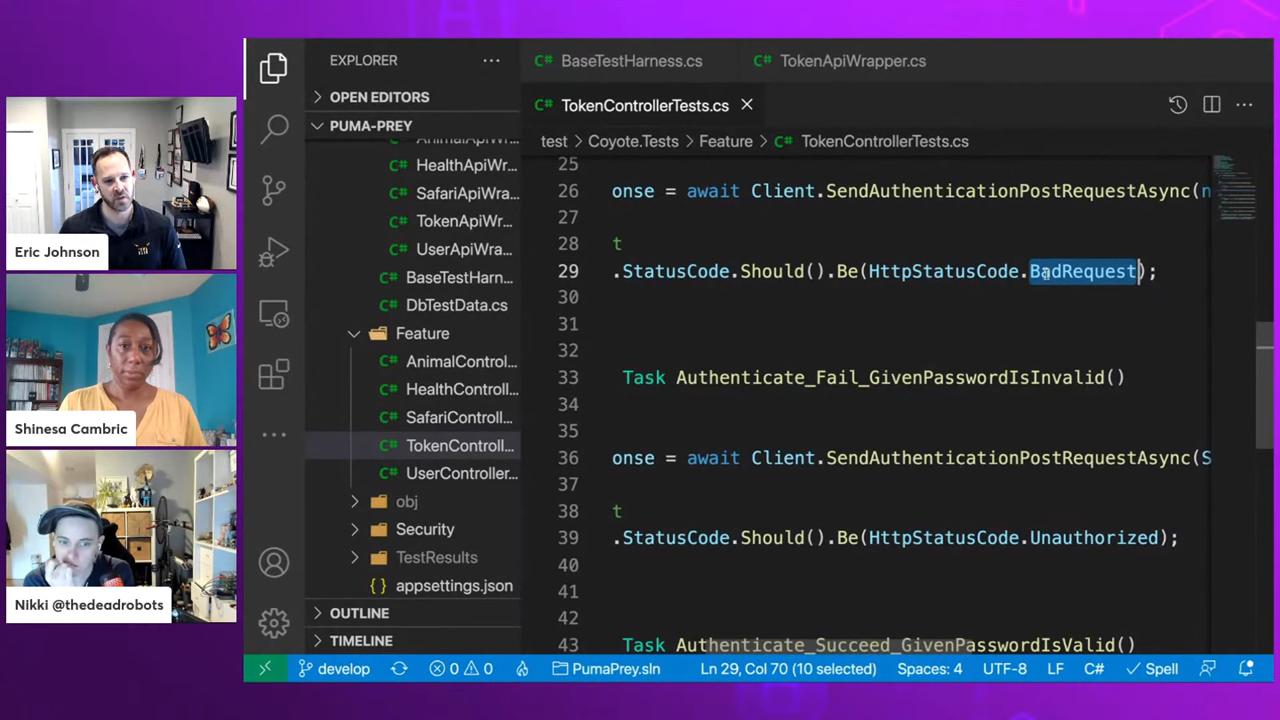 Eric Johnson
Shinesa Cambric
Nikki @thedeadrobots
EXPLORER
OPEN EDITORS
PUMA-PREY
HealthApiWr...
SafariApiWra...
TokenApiWr...
UserApiWra...
BaseTestHarn...
DbTestData.cs
Feature
AnimalControl...
HealthControll...
SafariControll...
TokenControll...
UserController...
obj
Security
TestResults
{} appsettings.json
OUTLINE
TIMELINE
C# BaseTestHarness.cs C# TokenApiWrapper.cs
C# TokenControllerTests.cs
test > Coyote.Tests > Feature > C# TokenControllerTests.cs
25
26 onse = await Client.SendAuthenticationPostRequestAsync(n
27
28 t
29 .StatusCode.Should().Be(HttpStatusCode.BadRequest);
30
31
32
33 Task Authenticate_Fail_GivenPasswordIsInvalid()
34
35
36 onse = await Client.SendAuthenticationPostRequestAsync(S
37
38 t
39 .StatusCode.Should().Be(HttpStatusCode.Unauthorized);
40
41
42
43 Task Authenticate_Succeed_GivenPasswordIsValid()
develop 0 0 PumaPrey.sln Ln 29, Col 70 (10 selected) Spaces: 4 UTF-8 LF C# Spell